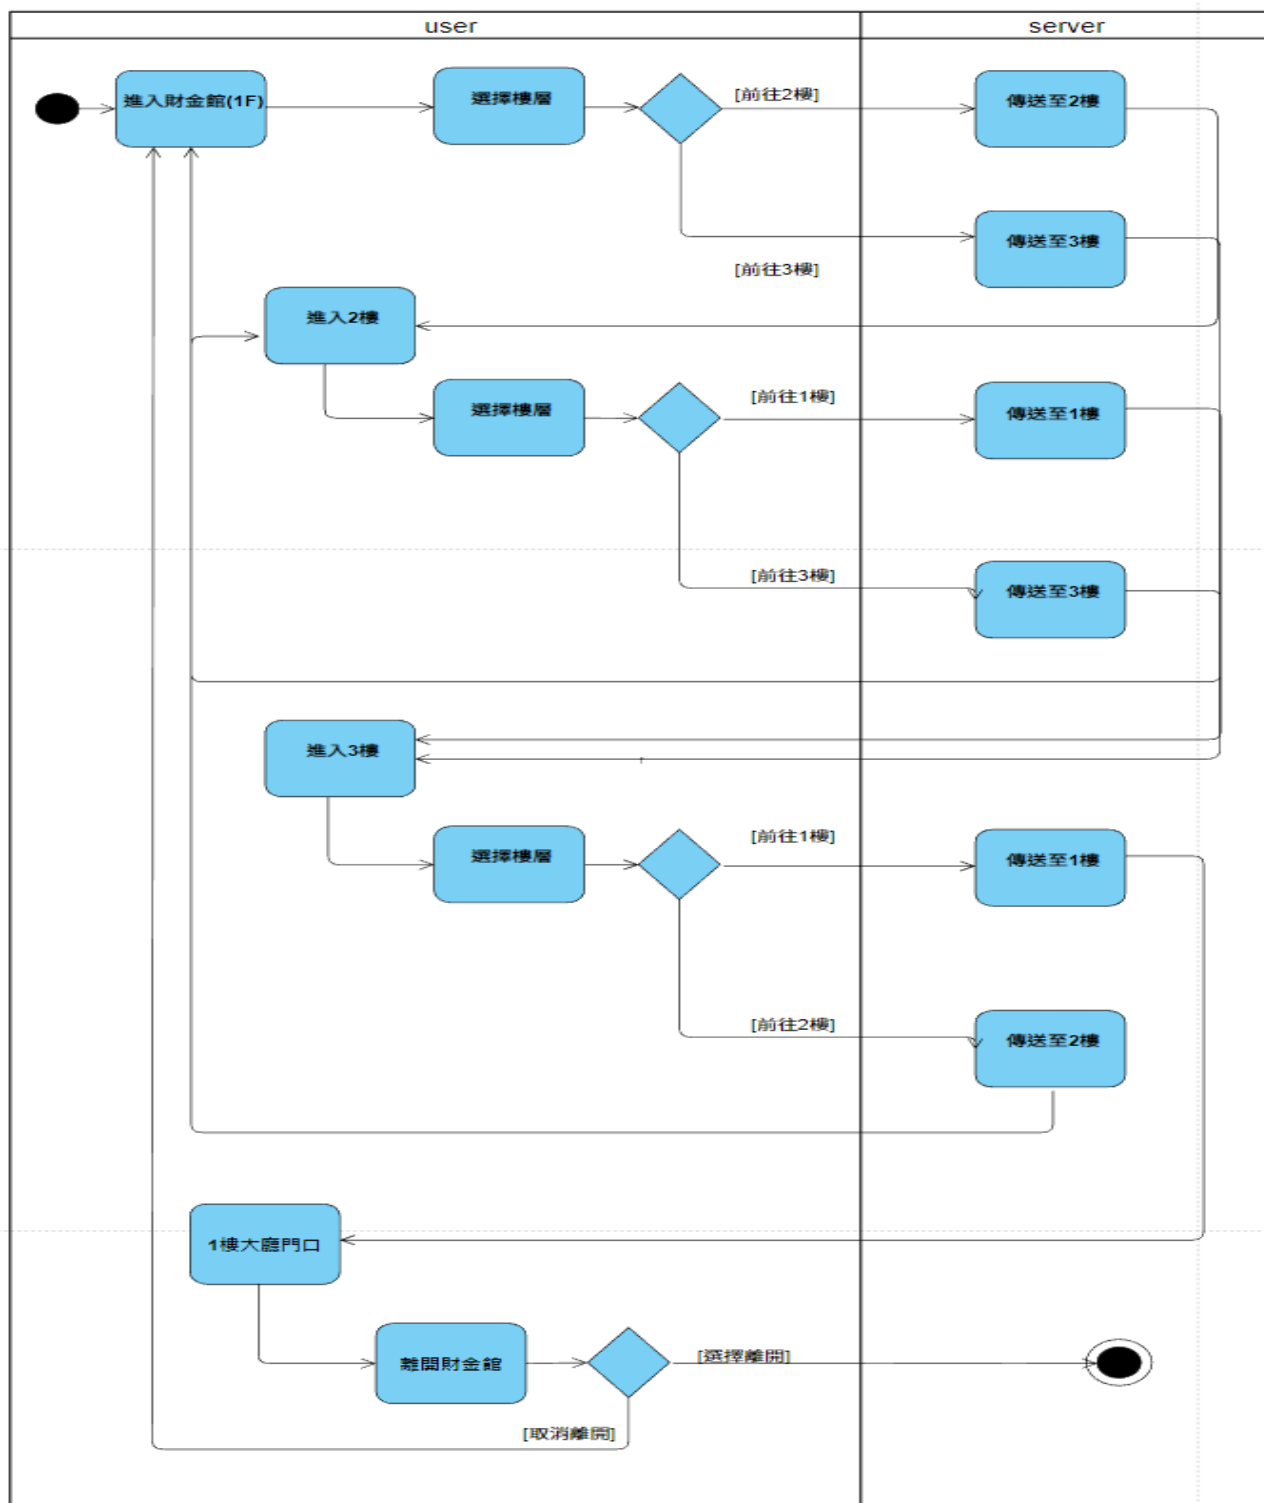 user
server
進入財金館(1F)
選擇樓層
[前往2樓]
傳送至2樓
傳送至3樓
[前往3樓]
進入2樓
選擇樓層
[前往1樓]
傳送至1樓
[前往3樓]
傳送至3樓
進入3樓
選擇樓層
[前往1樓]
傳送至1樓
[前往2樓]
傳送至2樓
1樓大廳門口
離開財金館
[選擇離開]
[取消離開]